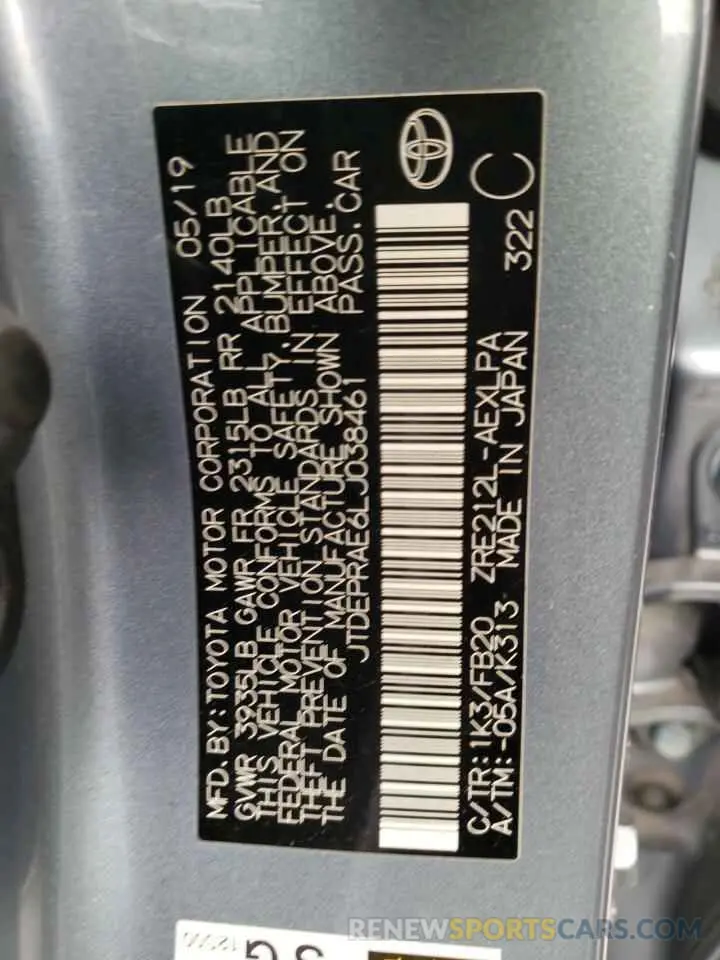 MFD. BY: TOYOTA MOTOR CORPORATION 05/19
GVWR 3935LB GAWR FR 2315LB RR 2140LB
THIS VEHICLE CONFORMS TO ALL APPLICABLE
FEDERAL MOTOR VEHICLE SAFETY, BUMPER, AND
THEFT PREVENTION STANDARDS IN EFFECT ON
THE DATE OF MANUFACTURE SHOWN ABOVE.
JTDEPRAE6LJ038461 PASS. CAR
C/TR: 1K3/FB20 ZRE212L-AEXLPA 322 C
A/TM: -05A/K313 MADE IN JAPAN
RENEWSPORTSCARS.COM